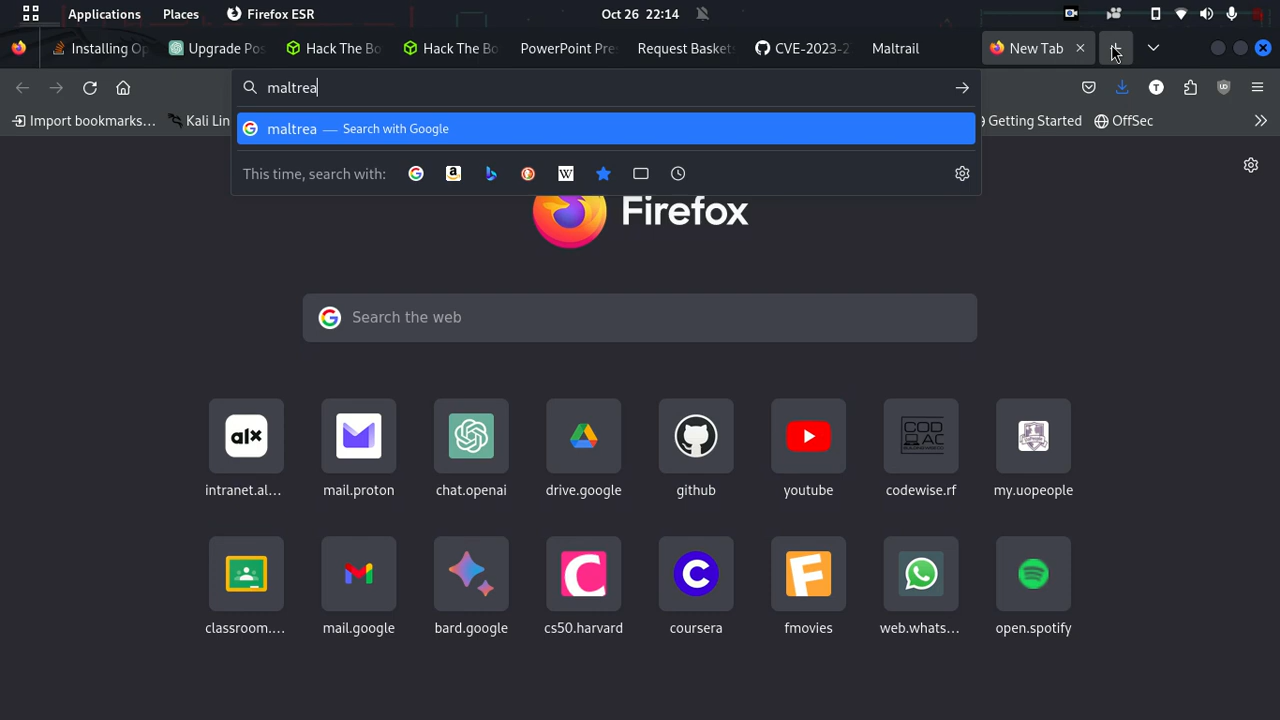 Applications Places Firefox ESR Oct 26 22:14
Installing Op Upgrade Pos Hack The Bo Hack The Bo PowerPoint Pre Request Basket CVE-2023-2 Maltrail New Tab
maltrea
Import bookmarks… Kali Lin Getting Started OffSec
maltrea — Search with Google
This time, search with:
Firefox
Search the web
intranet.al… mail.proton chat.openai drive.google github youtube codewise.rf my.uopeople
classroom.… mail.google bard.google cs50.harvard coursera fmovies web.whats… open.spotify